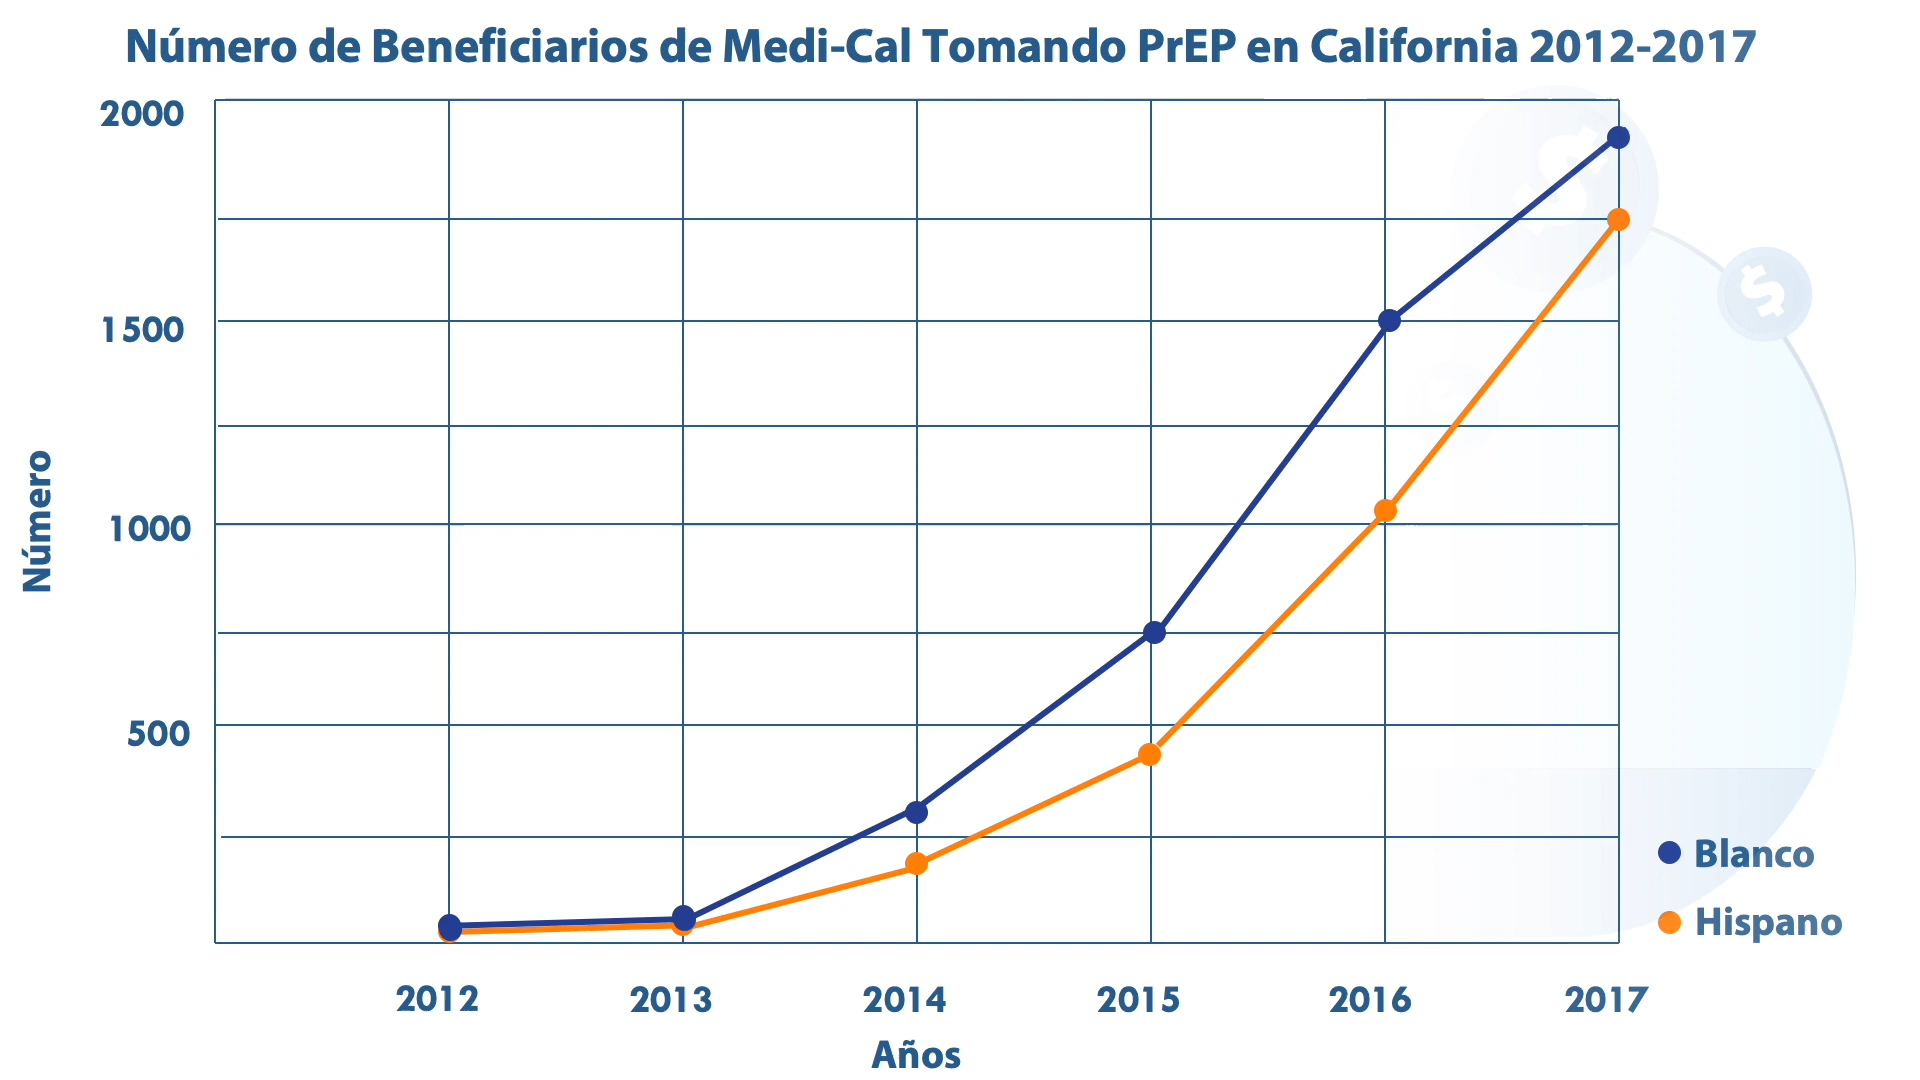 Número de Beneficiarios de Medi-Cal Tomando PrEP en California 2012-2017
2000
1500
1000
500
Número
2012 2013 2014 2015 2016 2017
Años
Blanco
Hispano
$
$